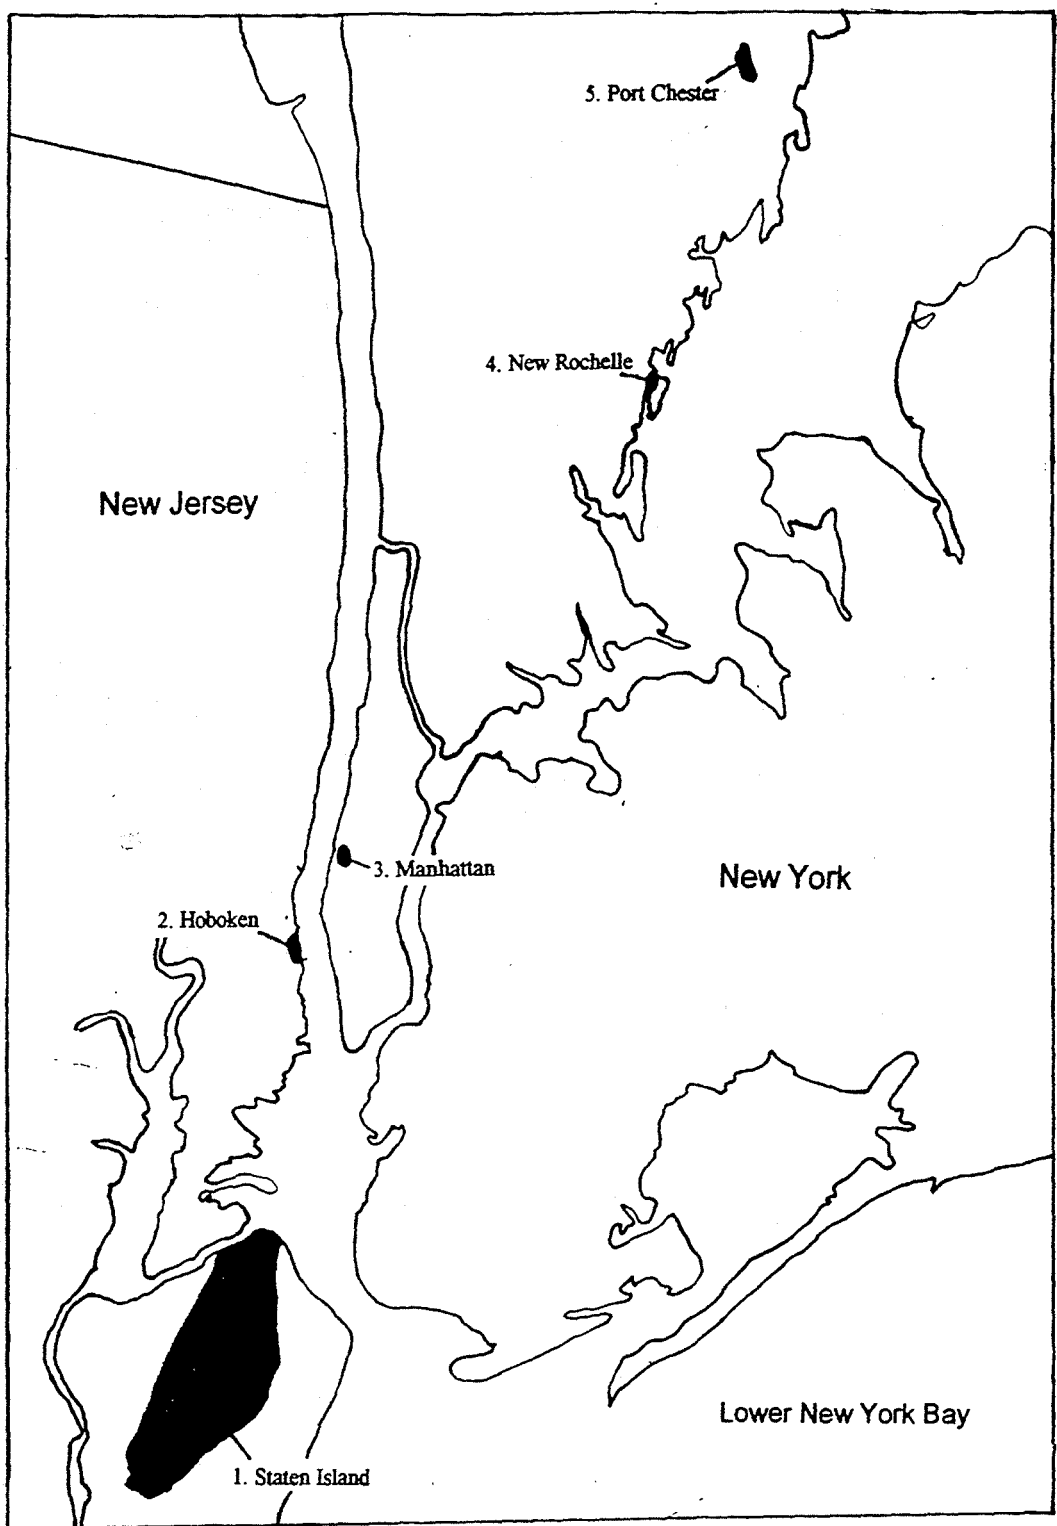 5. Port Chester
4. New Rochelle
New Jersey
3. Manhattan
New York
2. Hoboken
Lower New York Bay
1. Staten Island